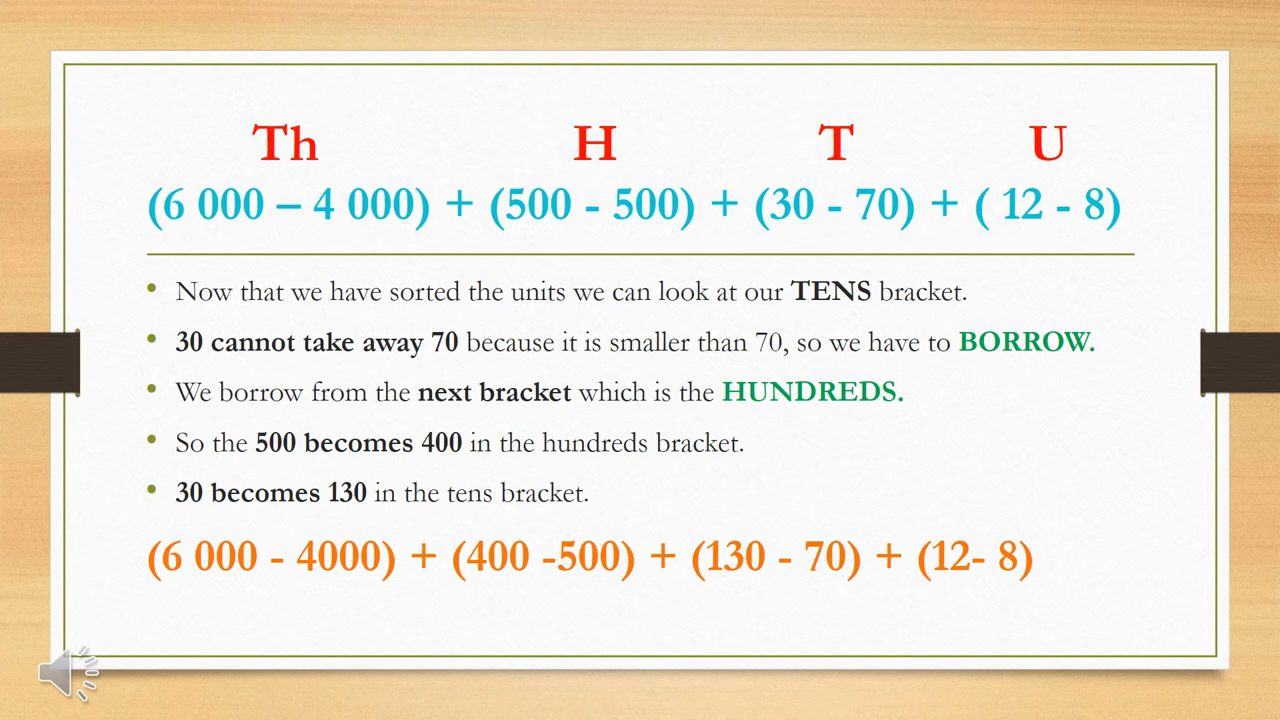 Th H T U
(6 000 – 4 000) + (500 - 500) + (30 - 70) + ( 12 - 8)
• Now that we have sorted the units we can look at our TENS bracket.
• 30 cannot take away 70 because it is smaller than 70, so we have to BORROW.
• We borrow from the next bracket which is the HUNDREDS.
• So the 500 becomes 400 in the hundreds bracket.
• 30 becomes 130 in the tens bracket.
(6 000 - 4000) + (400 -500) + (130 - 70) + (12- 8)